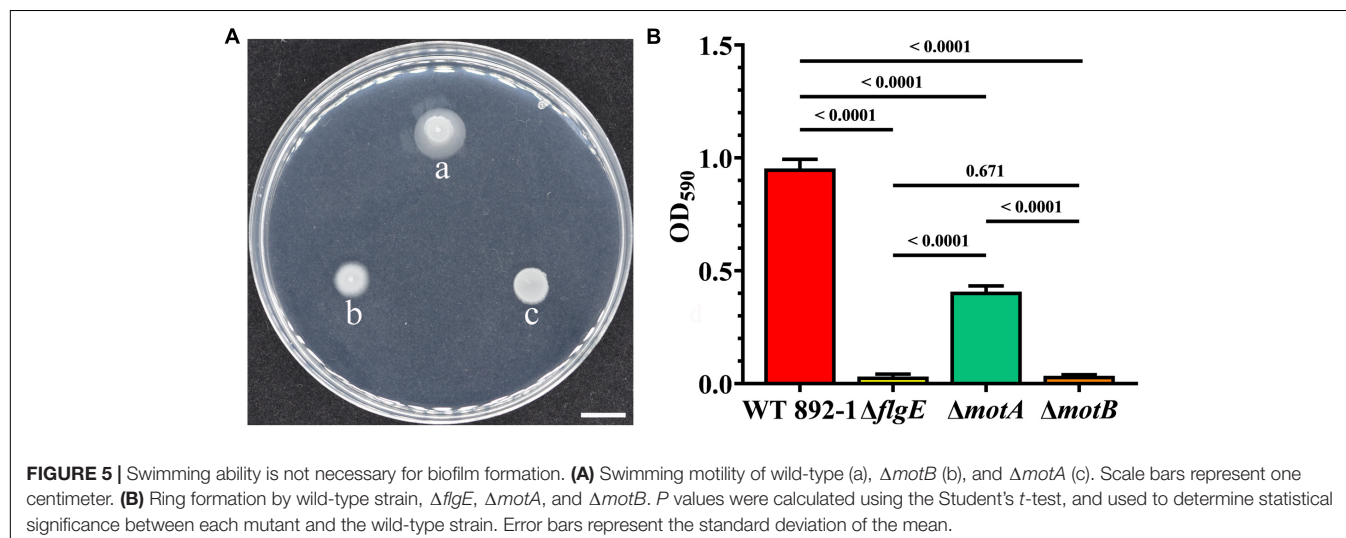 A
a
b
c
B
1.5
1.0
0.5
0.0
OD590
< 0.0001
< 0.0001
< 0.0001
0.671
< 0.0001
< 0.0001
d
WT 892-1 ΔflgE ΔmotA ΔmotB
FIGURE 5 | Swimming ability is not necessary for biofilm formation. (A) Swimming motility of wild-type (a), ΔmotB (b), and ΔmotA (c). Scale bars represent one
centimeter. (B) Ring formation by wild-type strain, ΔflgE, ΔmotA, and ΔmotB. P values were calculated using the Student's t-test, and used to determine statistical
significance between each mutant and the wild-type strain. Error bars represent the standard deviation of the mean.